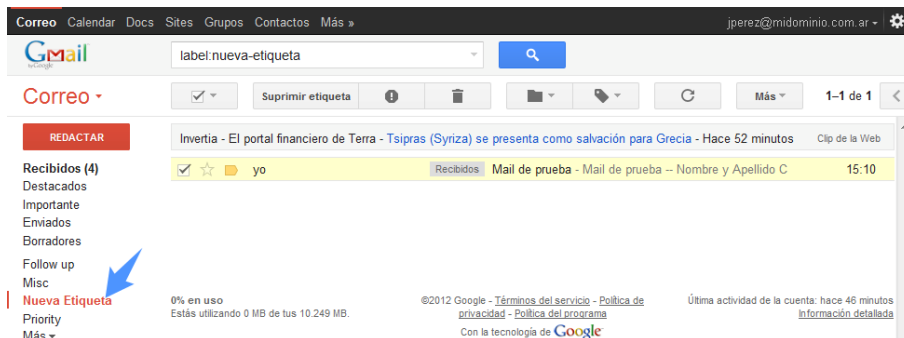 Correo Calendar Docs Sites Grupos Contactos Más » jperez@midominio.com.ar
Gmail
by Google
label:nueva-etiqueta
Correo
Suprimir etiqueta
Más
1–1 de 1
REDACTAR
Invertia - El portal financiero de Terra - Tsipras (Syriza) se presenta como salvación para Grecia - Hace 52 minutos Clip de la Web
Recibidos (4)
yo Recibidos Mail de prueba - Mail de prueba -- Nombre y Apellido C 15:10
Destacados
Importante
Enviados
Borradores
Follow up
Misc
Nueva Etiqueta
Priority
Más
0% en uso
Estás utilizando 0 MB de tus 10.249 MB.
©2012 Google - Términos del servicio - Política de
privacidad - Política del programa
Con la tecnología de Google
Última actividad de la cuenta: hace 46 minutos
Información detallada